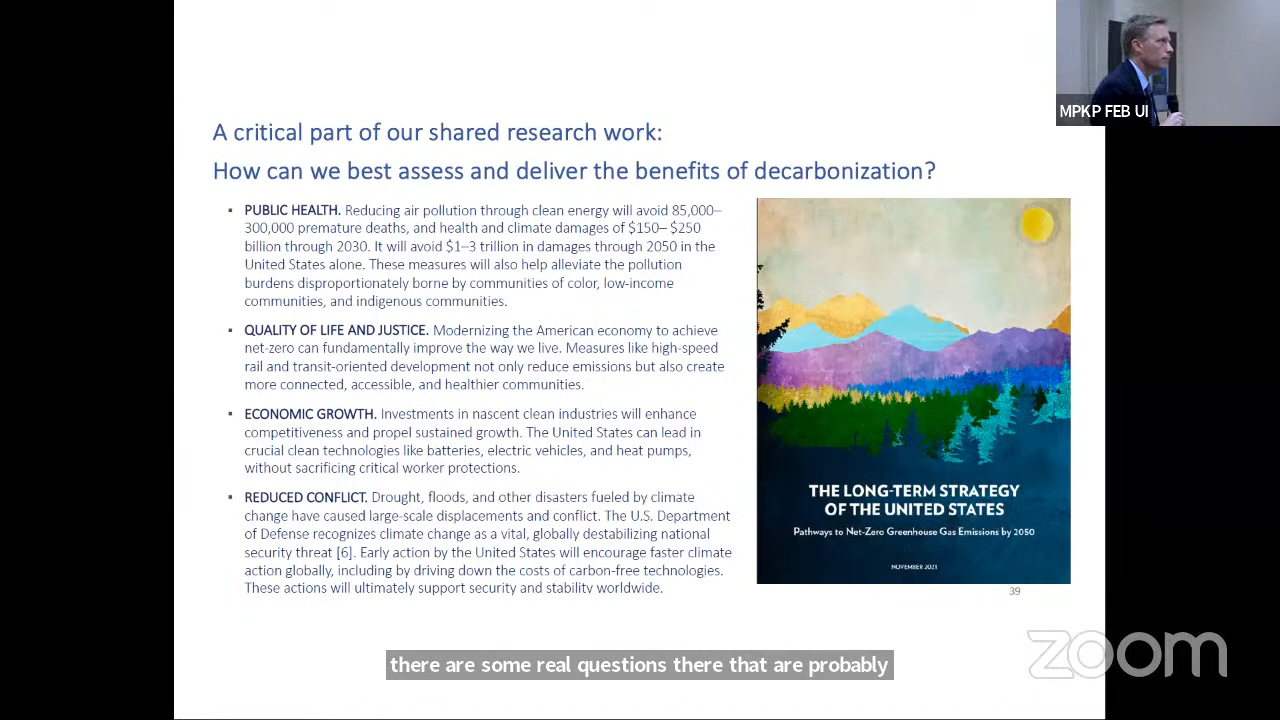 MPKP FEB UI
A critical part of our shared research work:
How can we best assess and deliver the benefits of decarbonization?
▪ PUBLIC HEALTH. Reducing air pollution through clean energy will avoid 85,000–
300,000 premature deaths, and health and climate damages of $150– $250
billion through 2030. It will avoid $1–3 trillion in damages through 2050 in the
United States alone. These measures will also help alleviate the pollution
burdens disproportionately borne by communities of color, low-income
communities, and indigenous communities.
▪ QUALITY OF LIFE AND JUSTICE. Modernizing the American economy to achieve
net-zero can fundamentally improve the way we live. Measures like high-speed
rail and transit-oriented development not only reduce emissions but also create
more connected, accessible, and healthier communities.
▪ ECONOMIC GROWTH. Investments in nascent clean industries will enhance
competitiveness and propel sustained growth. The United States can lead in
crucial clean technologies like batteries, electric vehicles, and heat pumps,
without sacrificing critical worker protections.
▪ REDUCED CONFLICT. Drought, floods, and other disasters fueled by climate
change have caused large-scale displacements and conflict. The U.S. Department
of Defense recognizes climate change as a vital, globally destabilizing national
security threat [6]. Early action by the United States will encourage faster climate
action globally, including by driving down the costs of carbon-free technologies.
These actions will ultimately support security and stability worldwide.
THE LONG-TERM STRATEGY
OF THE UNITED STATES
Pathways to Net-Zero Greenhouse Gas Emissions by 2050
NOVEMBER 2021
39
zoom
there are some real questions there that are probably